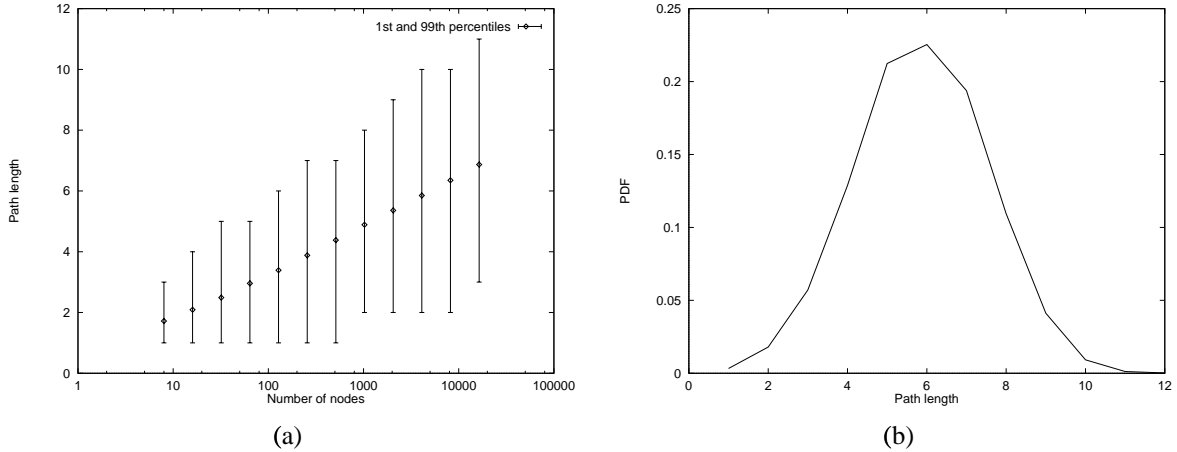 12
10
8
6
4
2
0
Path length
1st and 99th percentiles
1 10 100 1000 10000 100000
Number of nodes
(a)
0.25
0.2
0.15
0.1
0.05
0
PDF
0 2 4 6 8 10 12
Path length
(b)